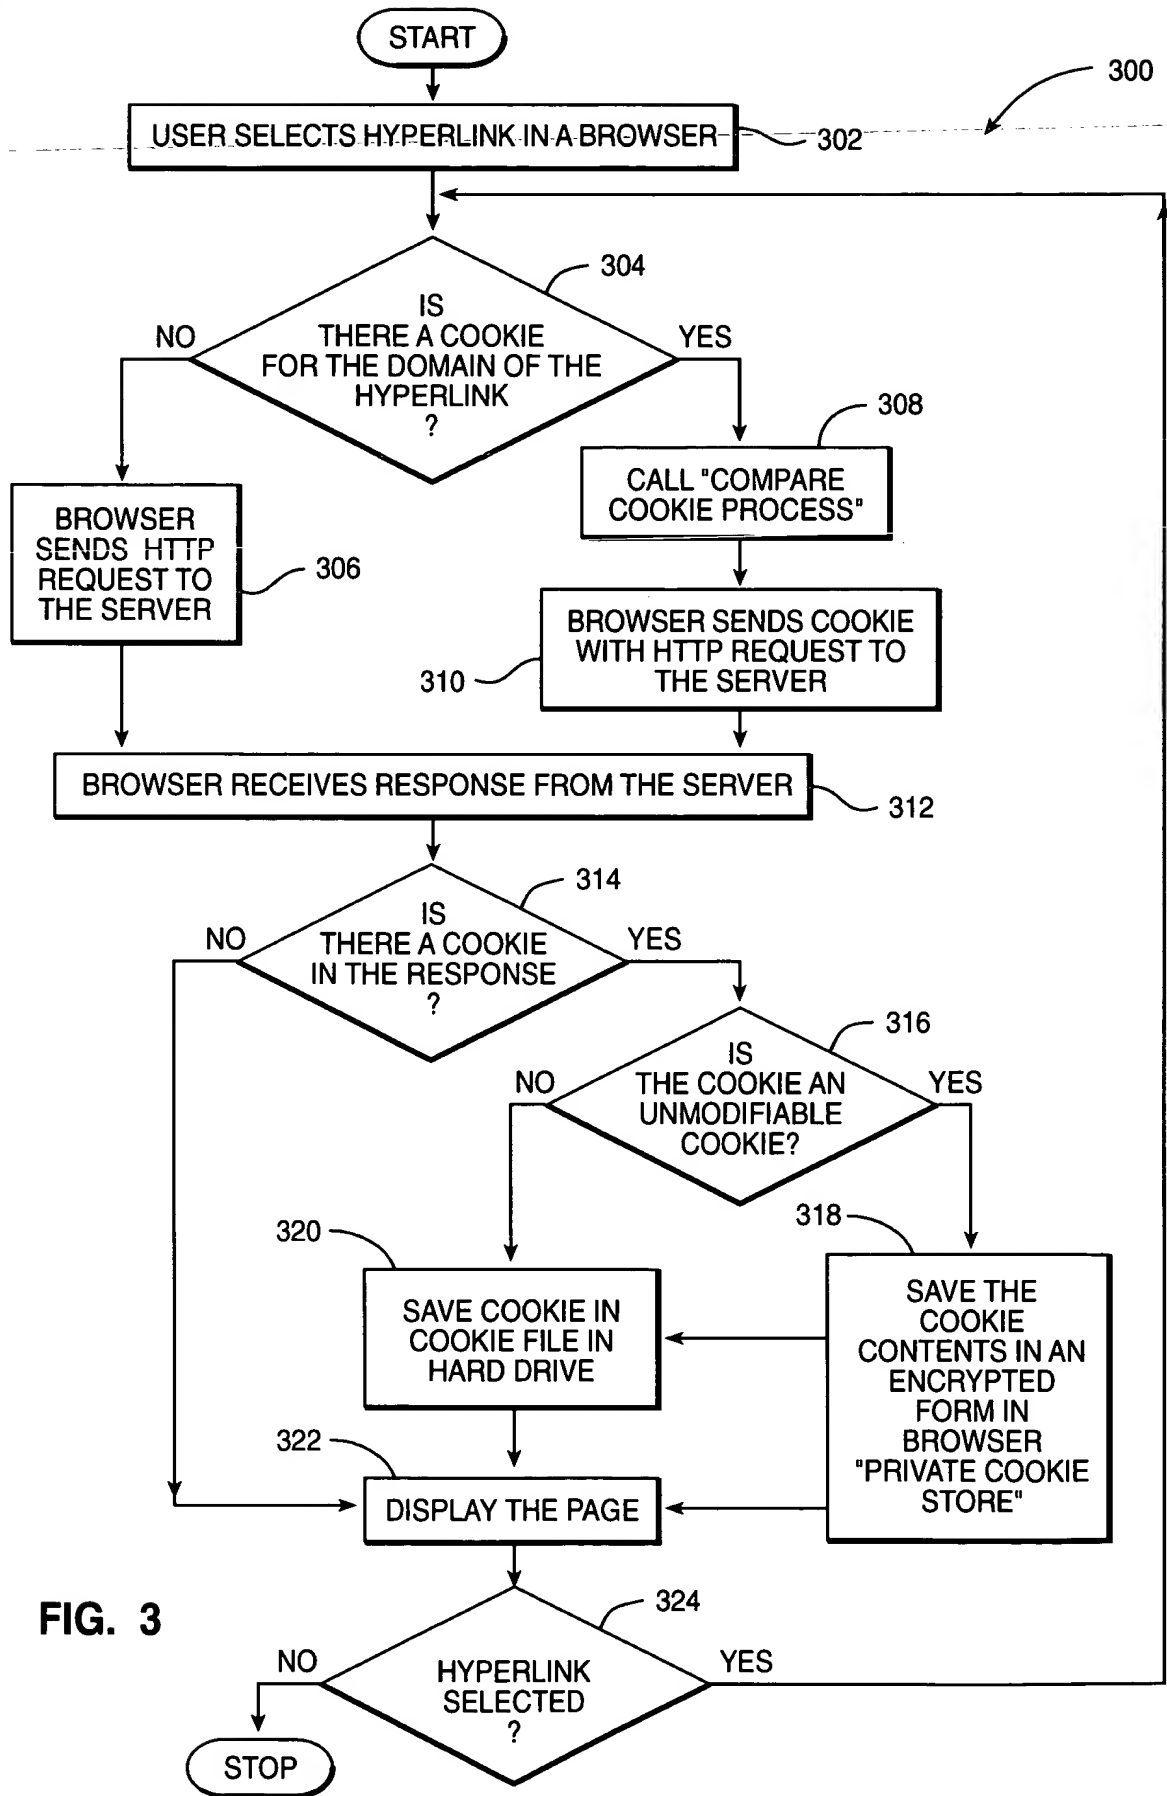 START
300
USER SELECTS HYPERLINK IN A BROWSER
302
304
IS
THERE A COOKIE
FOR THE DOMAIN OF THE
HYPERLINK
?
NO
YES
308
CALL "COMPARE
COOKIE PROCESS"
BROWSER
SENDS HTTP
REQUEST TO
THE SERVER
306
BROWSER SENDS COOKIE
WITH HTTP REQUEST TO
THE SERVER
310
BROWSER RECEIVES RESPONSE FROM THE SERVER
312
314
IS
THERE A COOKIE
IN THE RESPONSE
?
NO
YES
316
IS
THE COOKIE AN
UNMODIFIABLE
COOKIE?
NO
YES
318
320
SAVE COOKIE IN
COOKIE FILE IN
HARD DRIVE
SAVE THE
COOKIE
CONTENTS IN AN
ENCRYPTED
FORM IN
BROWSER
"PRIVATE COOKIE
STORE"
322
DISPLAY THE PAGE
324
FIG. 3
HYPERLINK
SELECTED
?
NO
YES
STOP